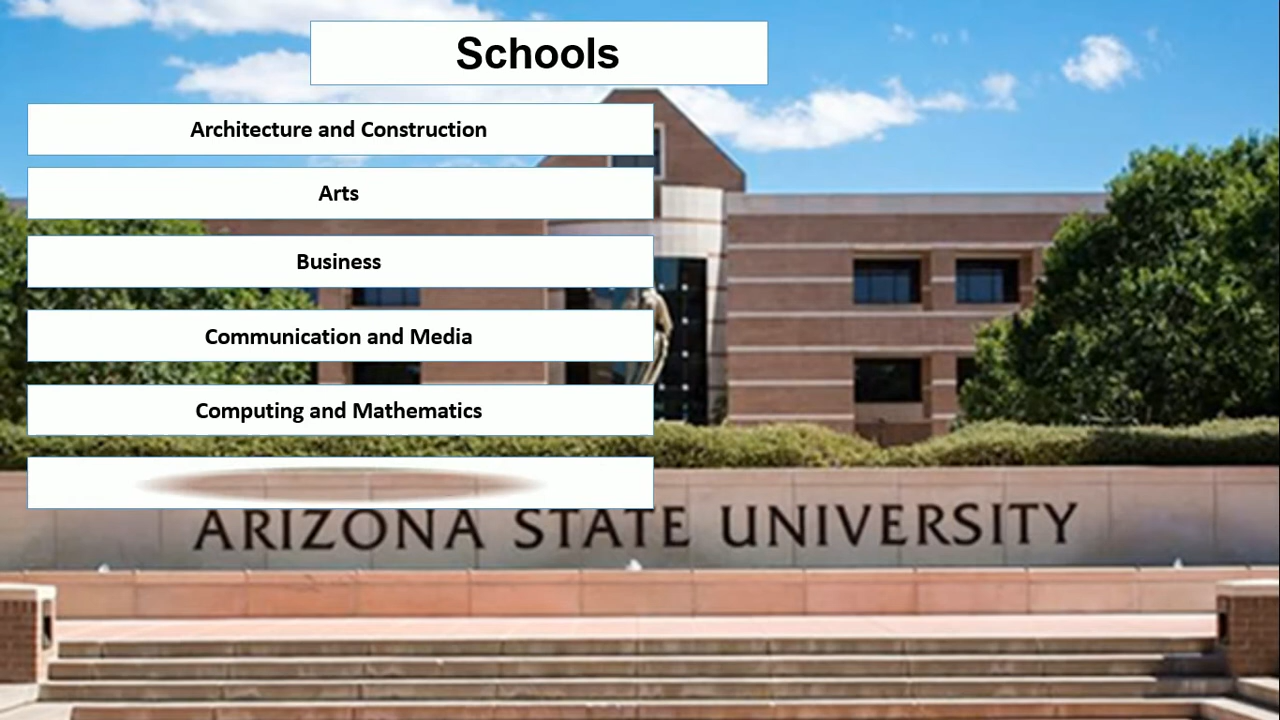 Schools
Architecture and Construction
Arts
Business
Communication and Media
Computing and Mathematics
ARIZONA STATE UNIVERSITY